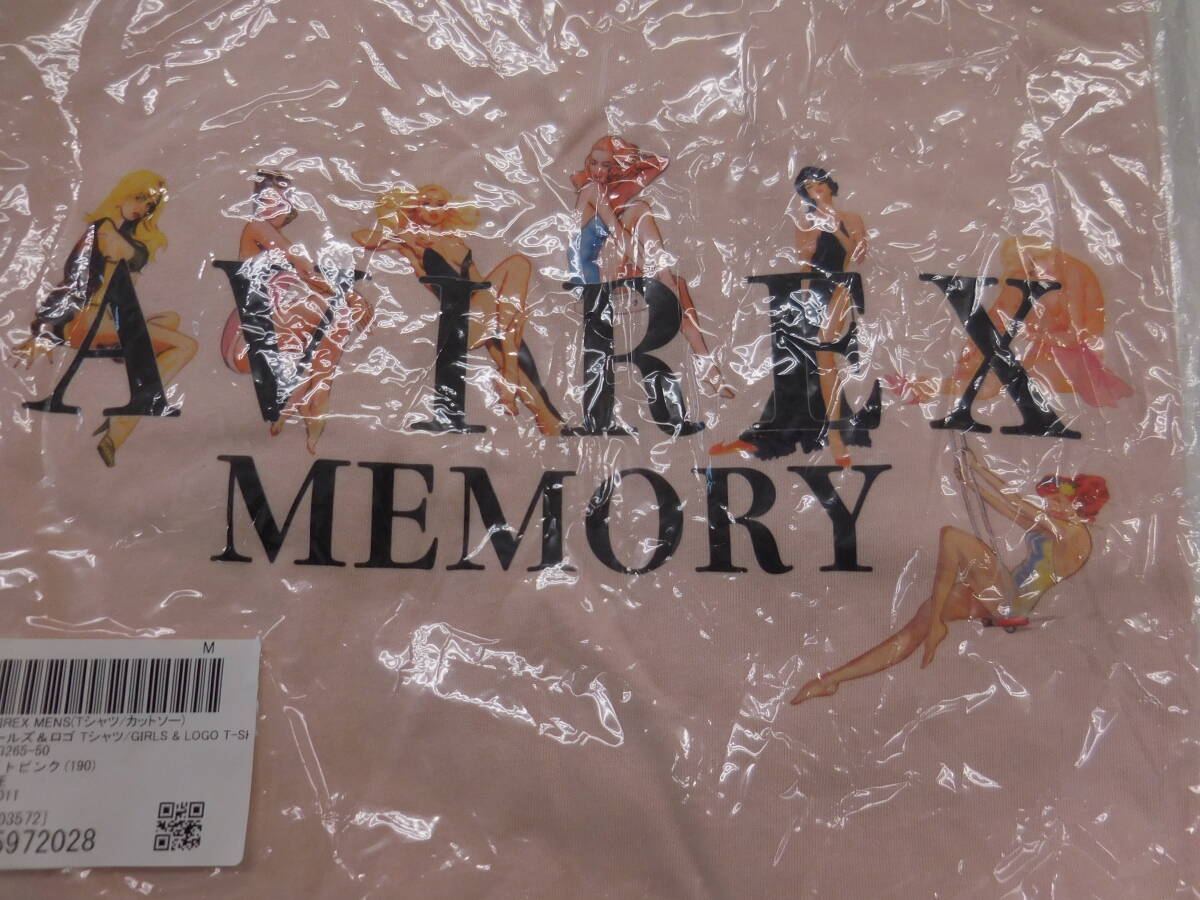 AVIREX
MEMORY
M
IREX MENS(Tシャツ/カットソー)
ールズ&ロゴ Tシャツ/GIRLS & LOGO T-SH
3265-50
トピンク(190)
011
03572]
5972028